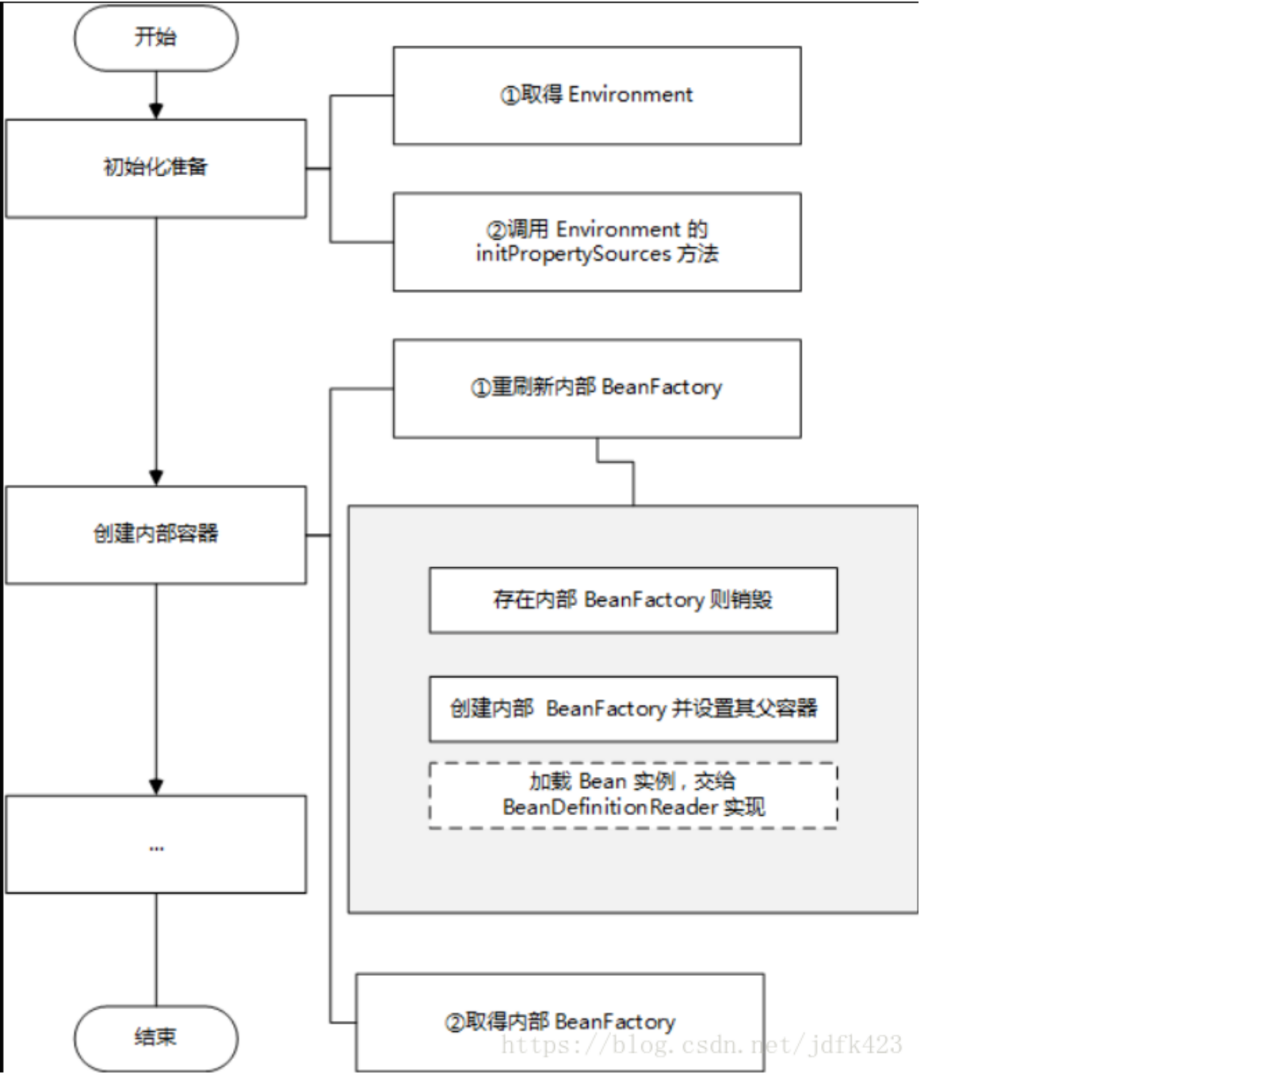 开始
①取得 Environment
初始化准备
②调用 Environment 的
initPropertySources 方法
①重刷新内部 BeanFactory
创建内部容器
存在内部 BeanFactory 则销毁
创建内部 BeanFactory 并设置其父容器
加载 Bean 实例，交给
BeanDefinitionReader 实现
...
②取得内部 BeanFactory
结束
https://blog.csdn.net/jdfk423